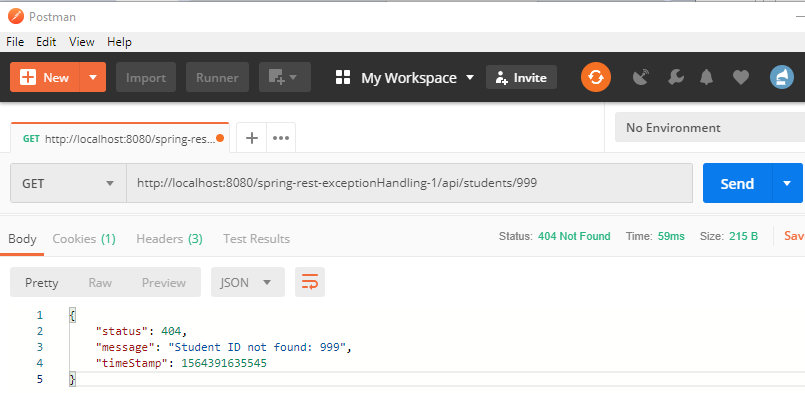 Postman
File Edit View Help
New Import Runner My Workspace Invite
GET http://localhost:8080/spring-res... + ••• No Environment
GET http://localhost:8080/spring-rest-exceptionHandling-1/api/students/999 Send
Body Cookies (1) Headers (3) Test Results Status: 404 Not Found Time: 59ms Size: 215 B Sav
Pretty Raw Preview JSON
1 {
2 "status": 404,
3 "message": "Student ID not found: 999",
4 "timeStamp": 1564391635545
5 }